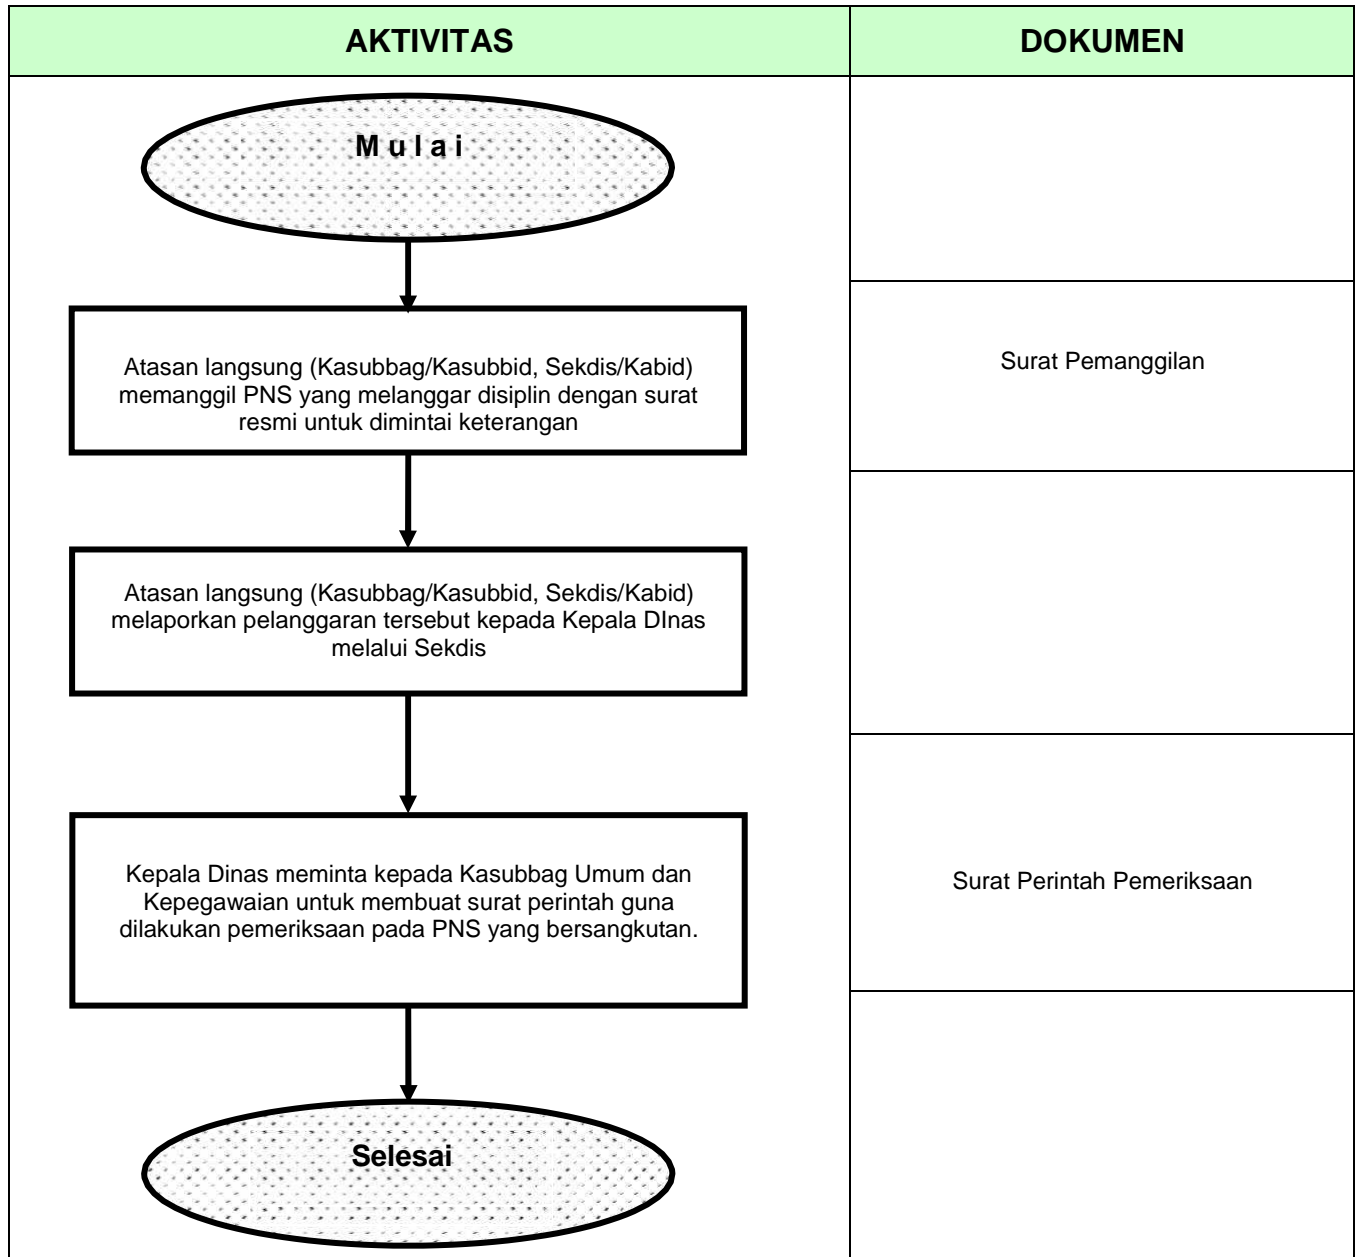 AKTIVITAS
DOKUMEN
M u l a i
Atasan langsung (Kasubbag/Kasubbid, Sekdis/Kabid)
memanggil PNS yang melanggar disiplin dengan surat
resmi untuk dimintai keterangan
Surat Pemanggilan
Atasan langsung (Kasubbag/Kasubbid, Sekdis/Kabid)
melaporkan pelanggaran tersebut kepada Kepala DInas
melalui Sekdis
Kepala Dinas meminta kepada Kasubbag Umum dan
Kepegawaian untuk membuat surat perintah guna
dilakukan pemeriksaan pada PNS yang bersangkutan.
Surat Perintah Pemeriksaan
Selesai